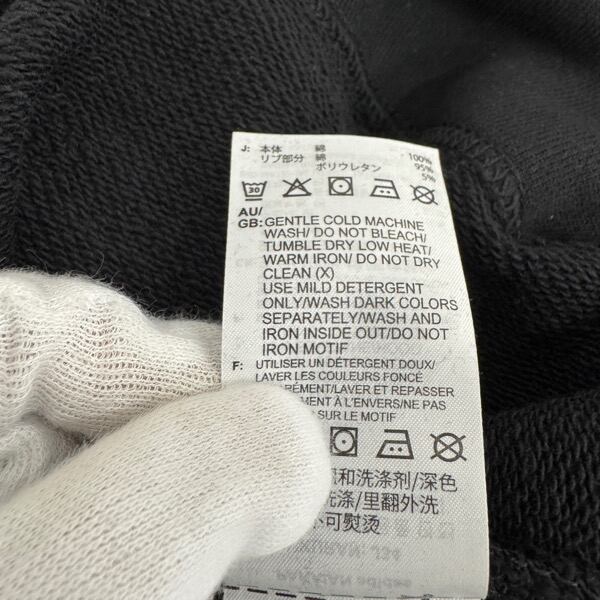 J: 本体 綿 100%
リブ部分 綿 95%
ポリウレタン 5%
30
AU/
GB: GENTLE COLD MACHINE
WASH/ DO NOT BLEACH/
TUMBLE DRY LOW HEAT/
WARM IRON/ DO NOT DRY
CLEAN (X)
USE MILD DETERGENT
ONLY/WASH DARK COLORS
SEPARATELY/WASH AND
IRON INSIDE OUT/DO NOT
IRON MOTIF
F: UTILISER UN DÉTERGENT DOUX/
LAVER LES COULEURS FONCÉ
LAVER ET REPASSER
À L'ENVERS/NE PAS
SUR LE MOTIF
和洗涤剂/深色
洗涤/里翻外洗
不可熨烫